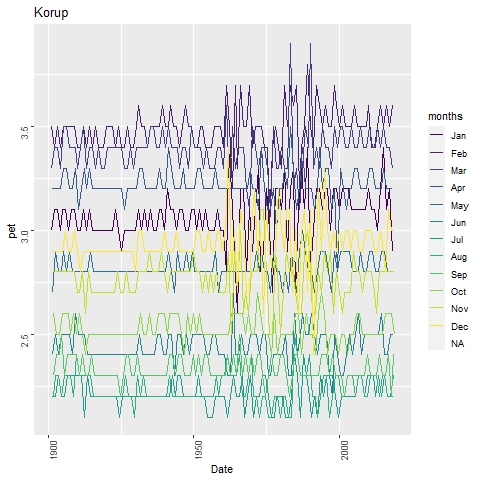 Korup
pet
3.5
3.0
2.5
1900
1950
2000
Date
months
Jan
Feb
Mar
Apr
May
Jun
Jul
Aug
Sep
Oct
Nov
Dec
NA